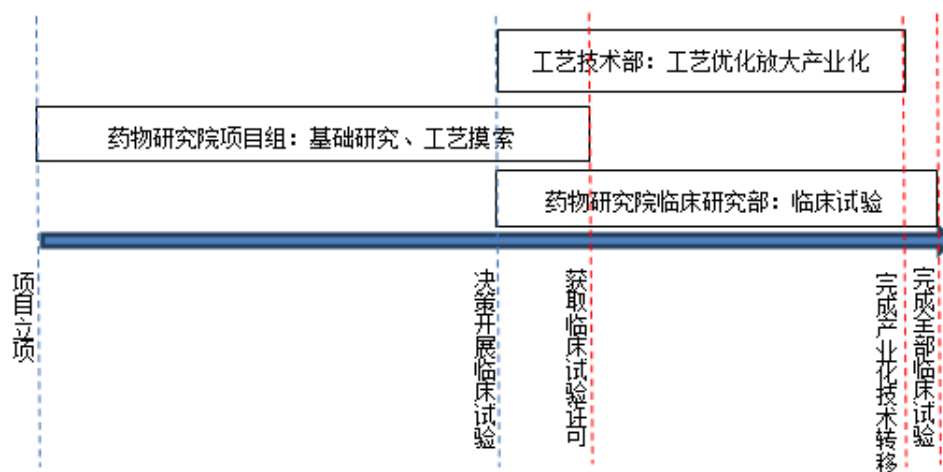 工艺技术部：工艺优化放大产业化
药物研究院项目组：基础研究、工艺摸索
药物研究院临床研究部：临床试验
项目立项
决策开展临床试验
获取临床试验许可
完成产业化技术转移
完成全部临床试验